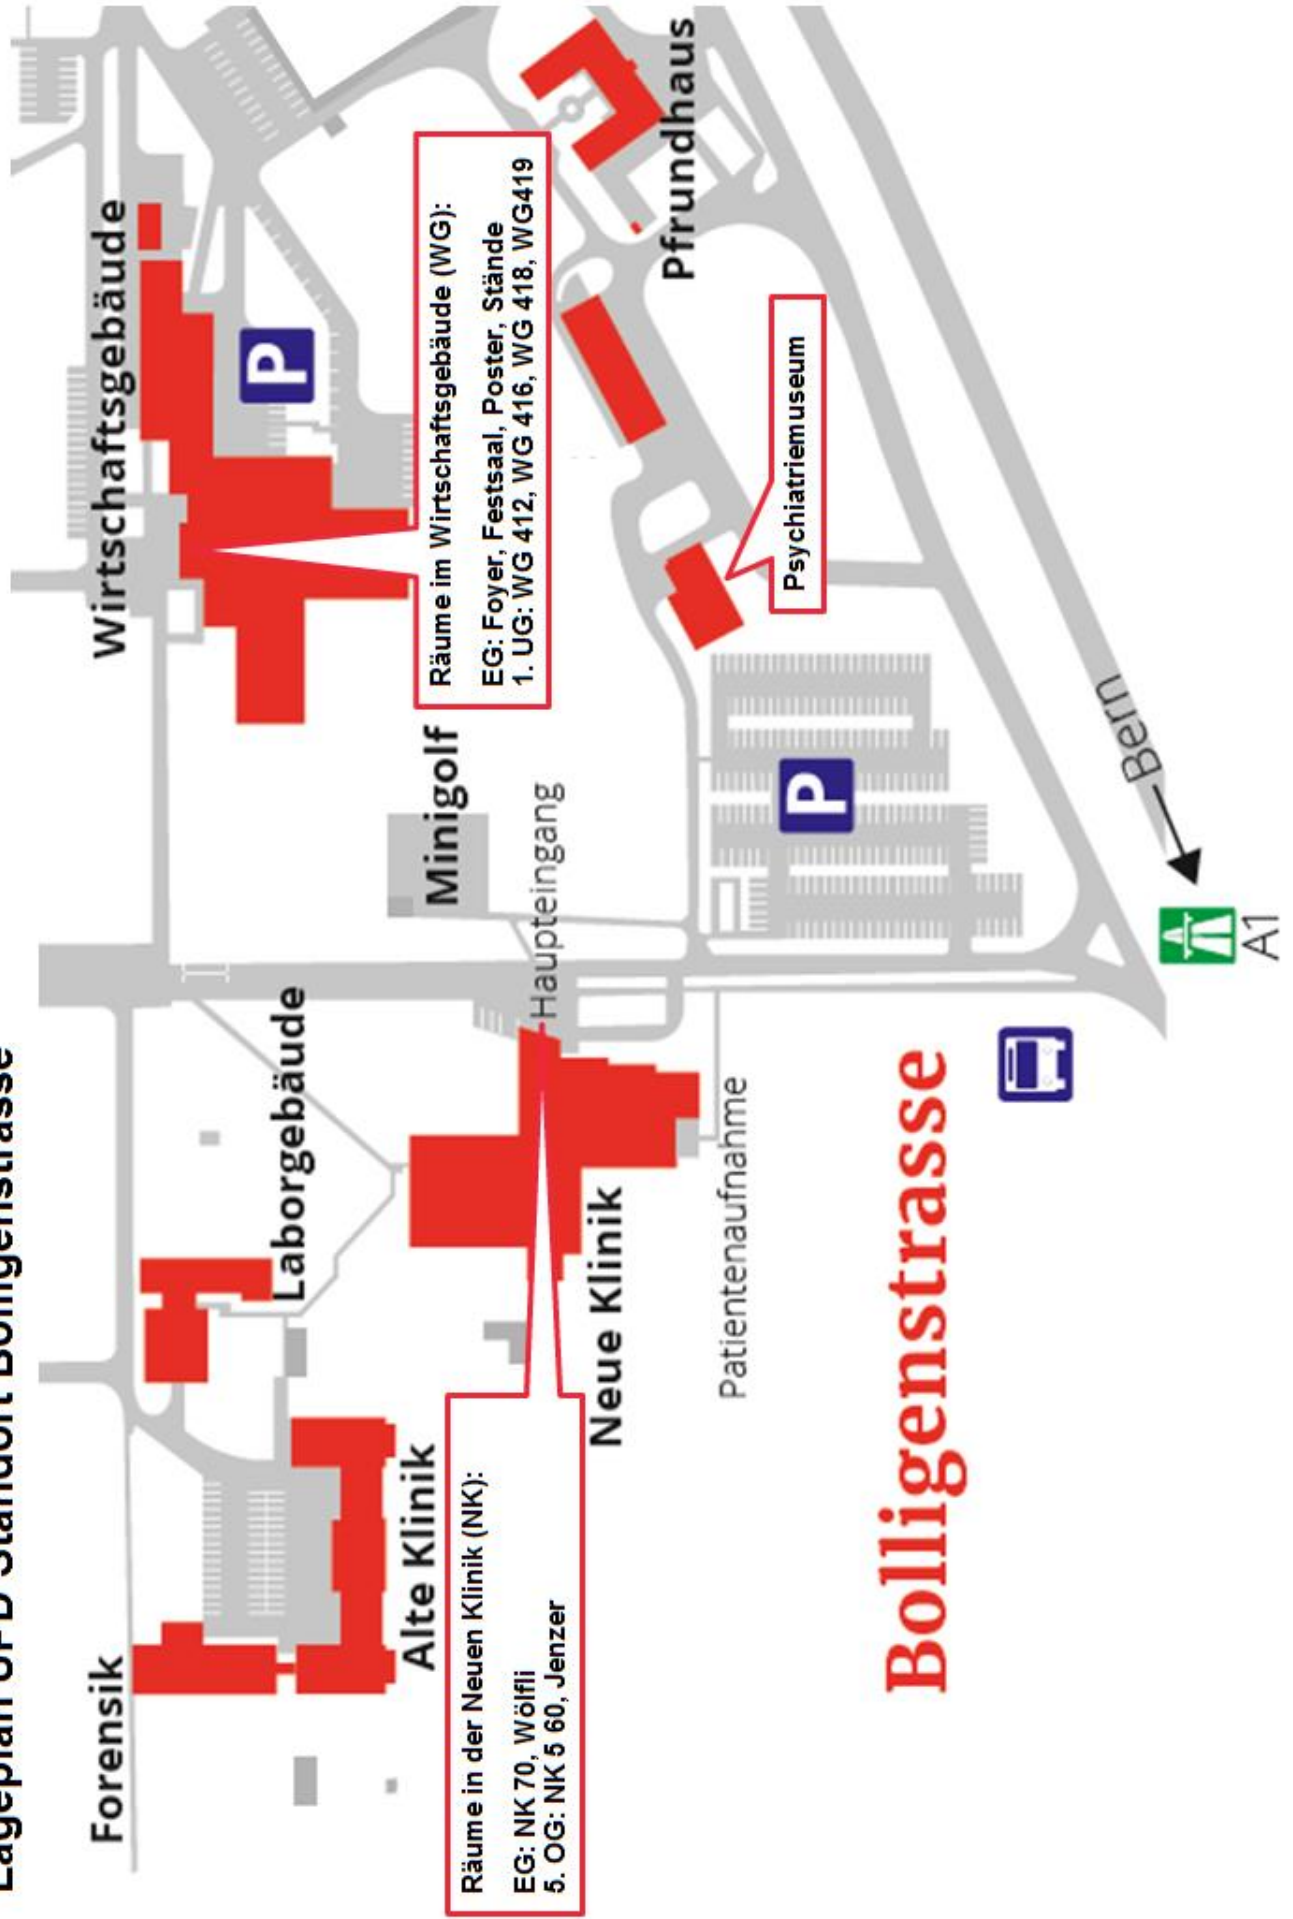 Lageplan UPD Standort Bolligenstrasse
Forensik
Wirtschaftsgebäude
P
Laborgebäude
Alte Klinik
Minigolf
Haupteingang
Räume im Wirtschaftsgebäude (WG):
EG: Foyer, Festsaal, Poster, Stände
1. UG: WG 412, WG 416, WG 418, WG419
Räume in der Neuen Klinik (NK):
EG: NK 70, Wölfli
5. OG: NK 5 60, Jenzer
Neue Klinik
Pfrundhaus
Patientenaufnahme
Psychiatriemuseum
P
Bolligenstrasse
Bern
A1